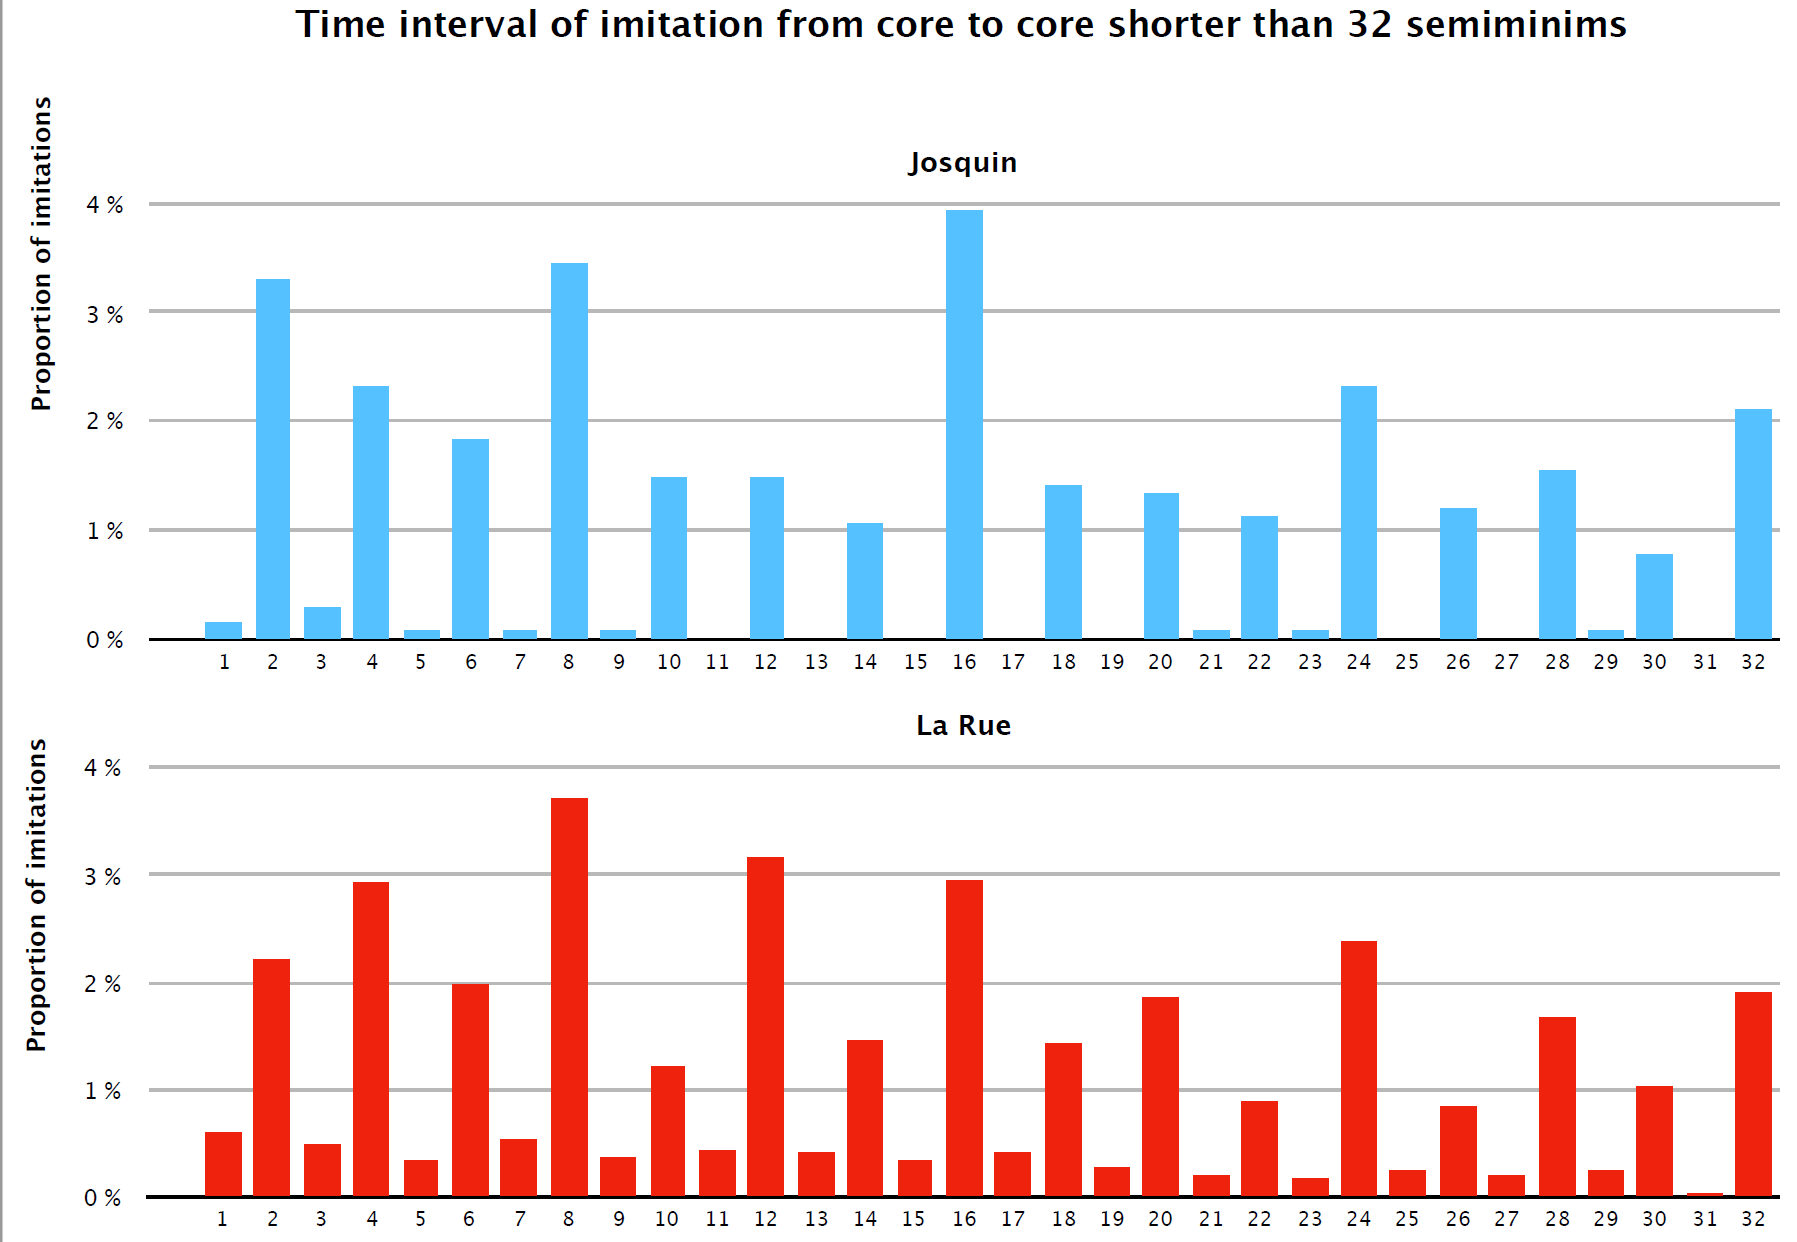 Time interval of imitation from core to core shorter than 32 semiminims
Josquin
Proportion of imitations
4 %
3 %
2 %
1 %
0 %
1 2 3 4 5 6 7 8 9 10 11 12 13 14 15 16 17 18 19 20 21 22 23 24 25 26 27 28 29 30 31 32
La Rue
Proportion of imitations
4 %
3 %
2 %
1 %
0 %
1 2 3 4 5 6 7 8 9 10 11 12 13 14 15 16 17 18 19 20 21 22 23 24 25 26 27 28 29 30 31 32